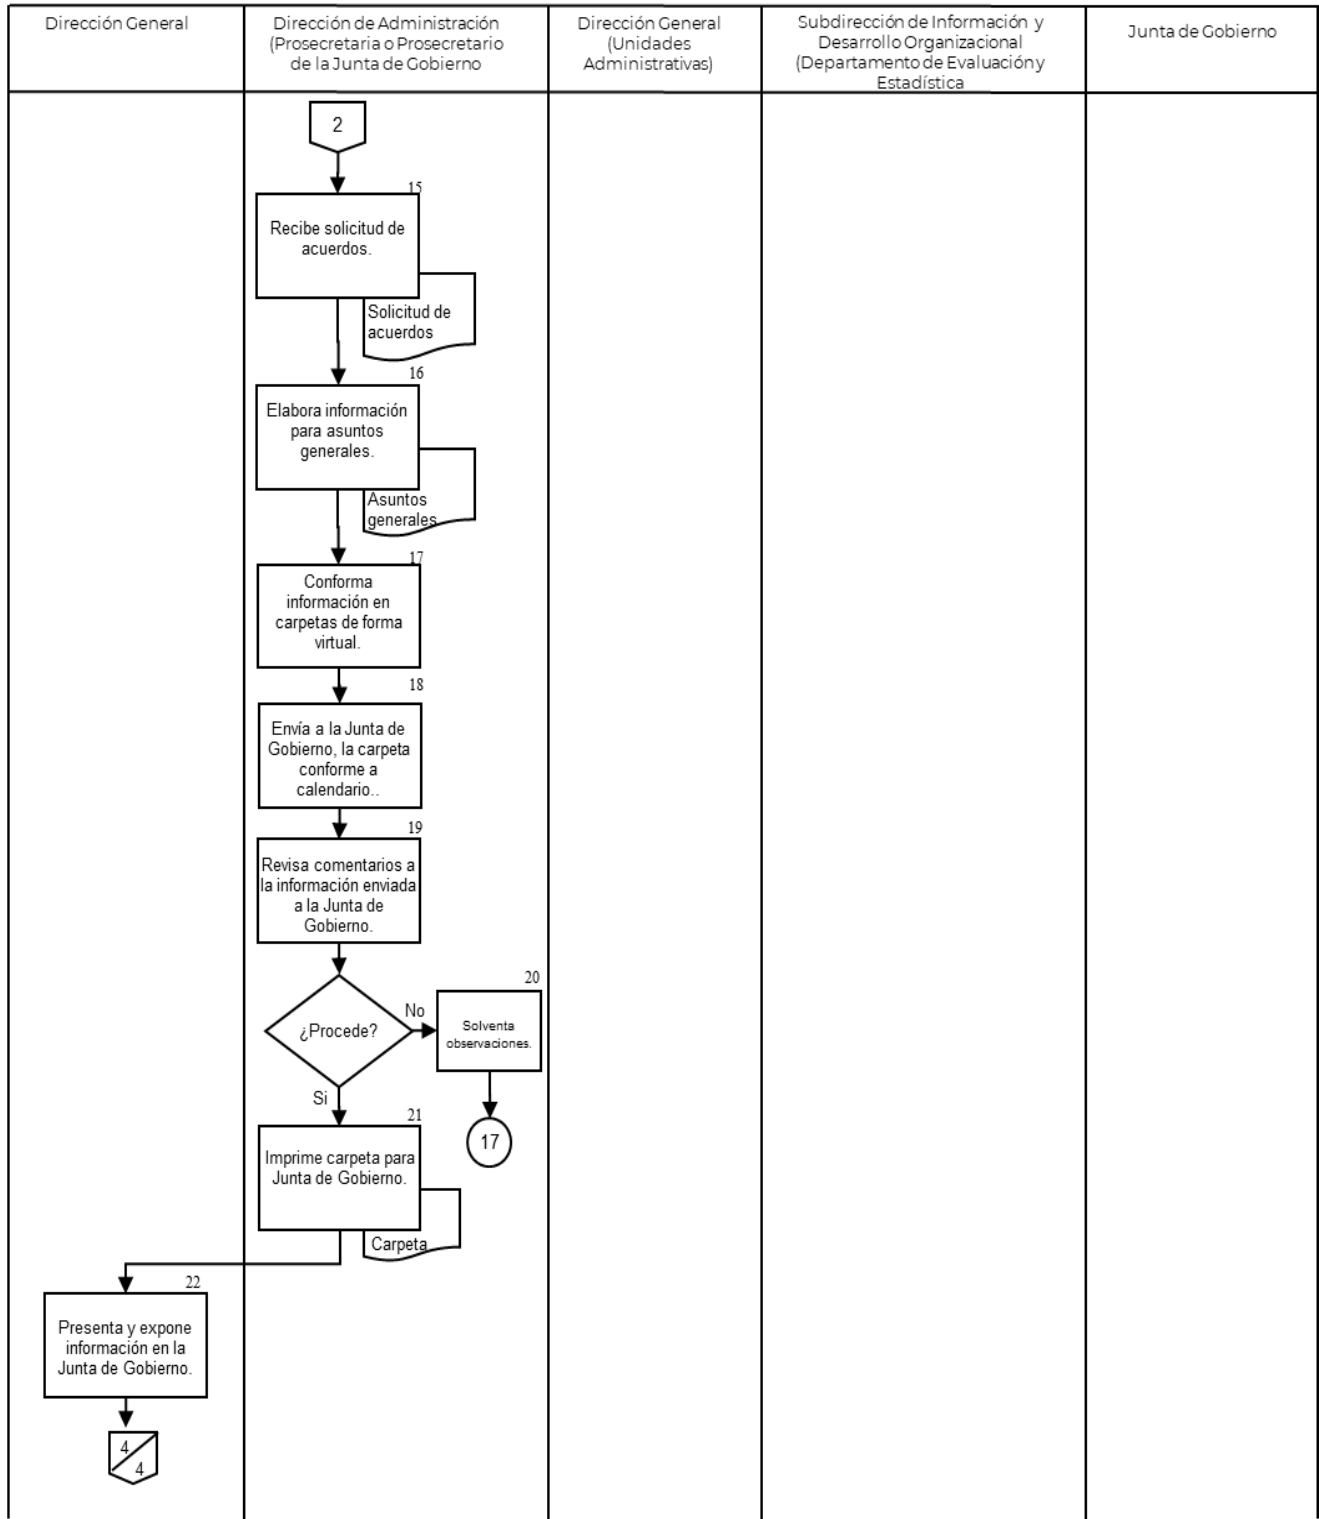 Dirección General
Dirección de Administración
(Prosecretaria o Prosecretario
de la Junta de Gobierno
Dirección General
(Unidades
Administrativas)
Subdirección de Información y
Desarrollo Organizacional
(Departamento de Evaluación y
Estadística
Junta de Gobierno
2
15
Recibe solicitud de
acuerdos.
Solicitud de
acuerdos
16
Elabora información
para asuntos
generales.
Asuntos
generales
17
Conforma
información en
carpetas de forma
virtual.
18
Envía a la Junta de
Gobierno, la carpeta
conforme a
calendario..
19
Revisa comentarios a
la información enviada
a la Junta de
Gobierno.
¿Procede?
No
20
Solventa
observaciones.
17
Si
21
Imprime carpeta para
Junta de Gobierno.
Carpeta
22
Presenta y expone
información en la
Junta de Gobierno.
4
4